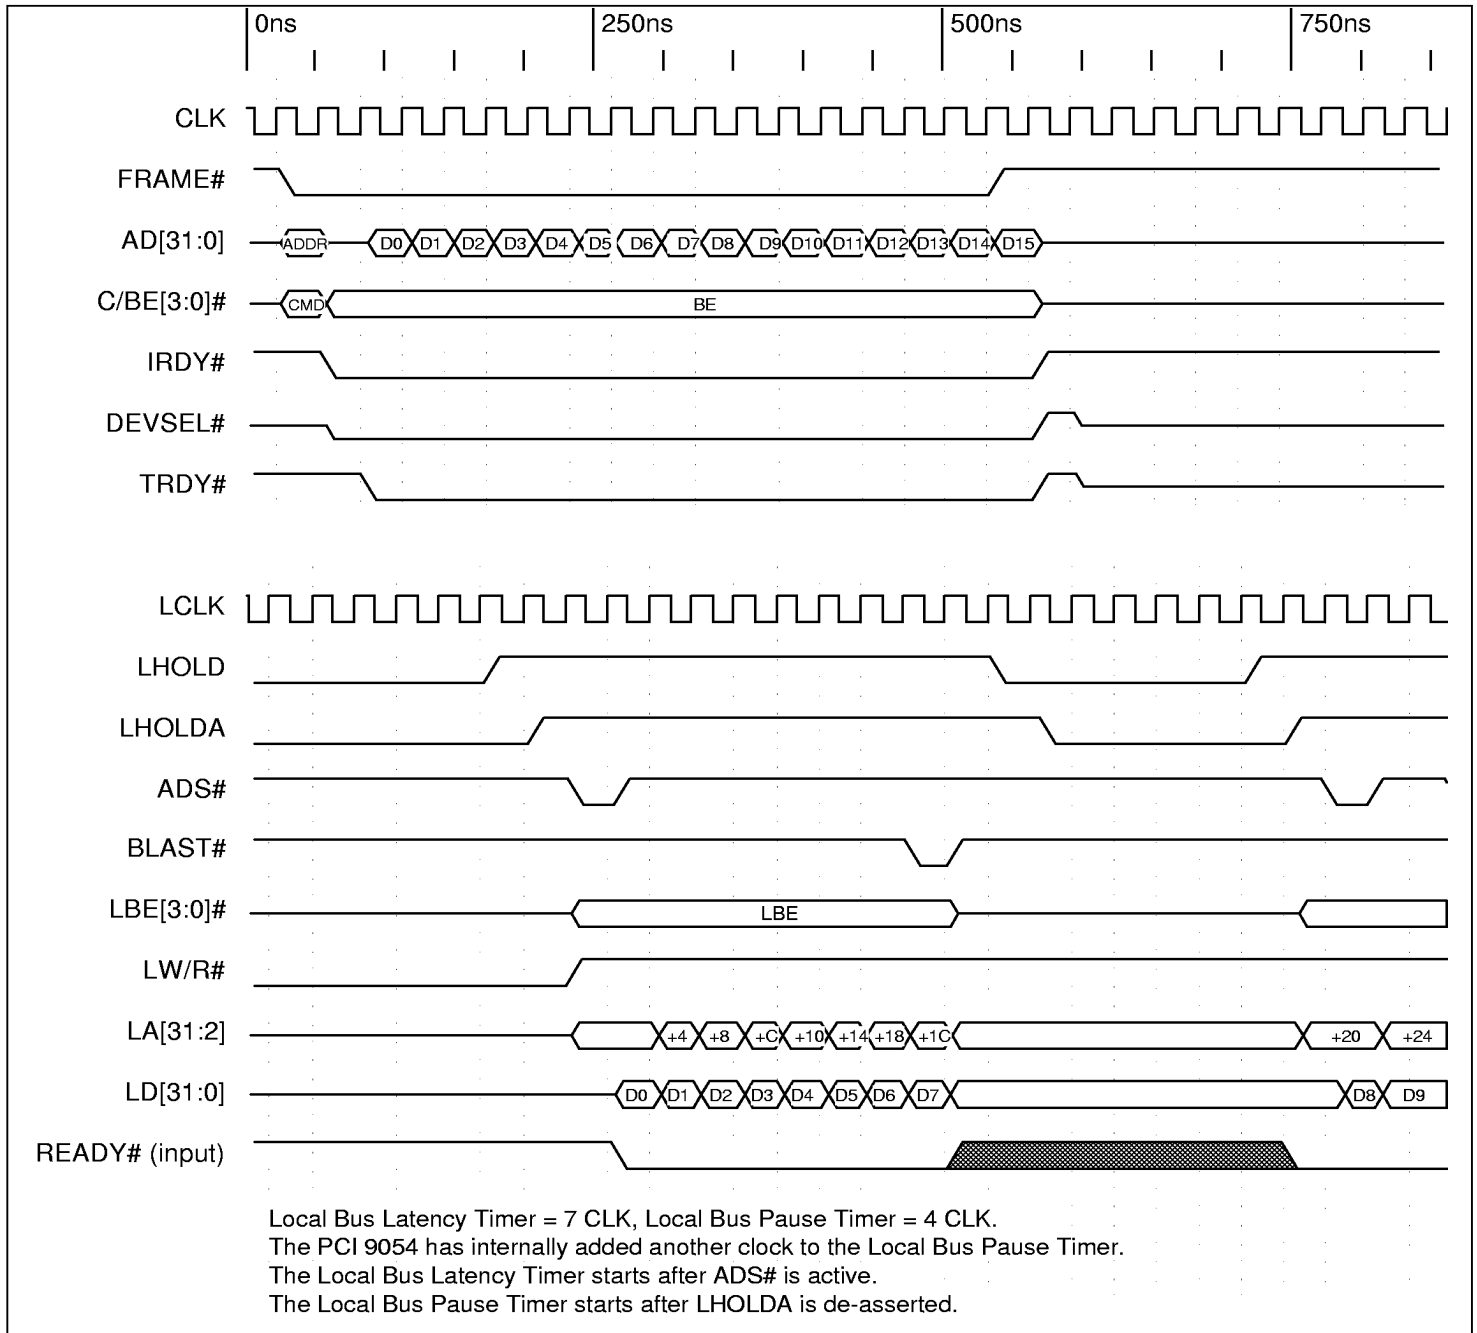 0ns 250ns 500ns 750ns
CLK
FRAME#
AD[31:0] ADDR D0 D1 D2 D3 D4 D5 D6 D7 D8 D9 D10 D11 D12 D13 D14 D15
C/BE[3:0]# CMD BE
IRDY#
DEVSEL#
TRDY#
LCLK
LHOLD
LHOLDA
ADS#
BLAST#
LBE[3:0]# LBE
LW/R#
LA[31:2] +4 +8 +C +10 +14 +18 +1C +20 +24
LD[31:0] D0 D1 D2 D3 D4 D5 D6 D7 D8 D9
READY# (input)
Local Bus Latency Timer = 7 CLK, Local Bus Pause Timer = 4 CLK.
The PCI 9054 has internally added another clock to the Local Bus Pause Timer.
The Local Bus Latency Timer starts after ADS# is active.
The Local Bus Pause Timer starts after LHOLDA is de-asserted.